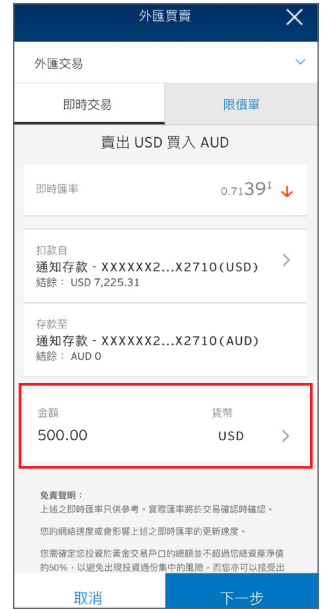 外匯買賣
外匯交易
即時交易 限價單
賣出 USD 買入 AUD
即時匯率 0.7139¹
扣款自
通知存款 - XXXXXX2...X2710(USD)
結餘： USD 7,225.31
存款至
通知存款 - XXXXXX2...X2710(AUD)
結餘： AUD 0
金額 貨幣
500.00 USD
免責聲明：
上述之即時匯率只供參考。實際匯率將於交易確認時確認。
您的網絡速度或會影響上述之即時匯率的更新速度。
您需確定您投資於黃金交易戶口的總額並不超過您總資產淨值
的50%，以避免出現投資過份集中的風險，而您亦可以接受出
取消 下一步